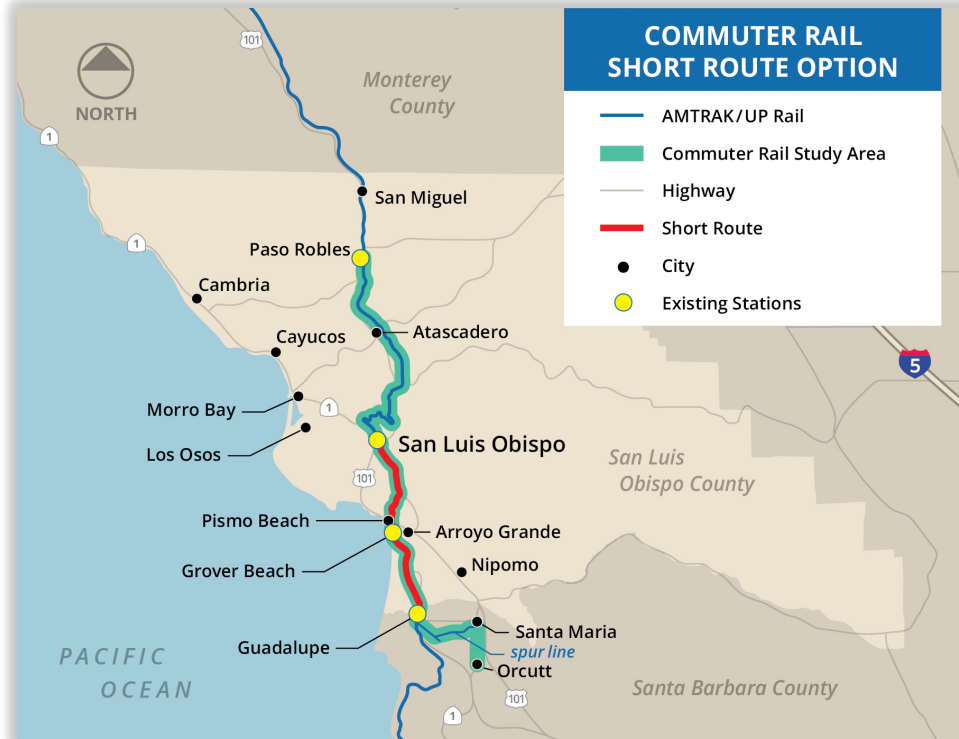 COMMUTER RAIL
SHORT ROUTE OPTION
AMTRAK/UP Rail
Commuter Rail Study Area
Highway
Short Route
City
Existing Stations
101
Monterey
County
NORTH
1
San Miguel
1
Paso Robles
Cambria
Cayucos
Atascadero
5
Morro Bay
1
Los Osos
San Luis Obispo
San Luis
Obispo County
101
Pismo Beach
Arroyo Grande
Grover Beach
Nipomo
Guadalupe
Santa Maria
spur line
Orcutt
PACIFIC
OCEAN
Santa Barbara County
101
1